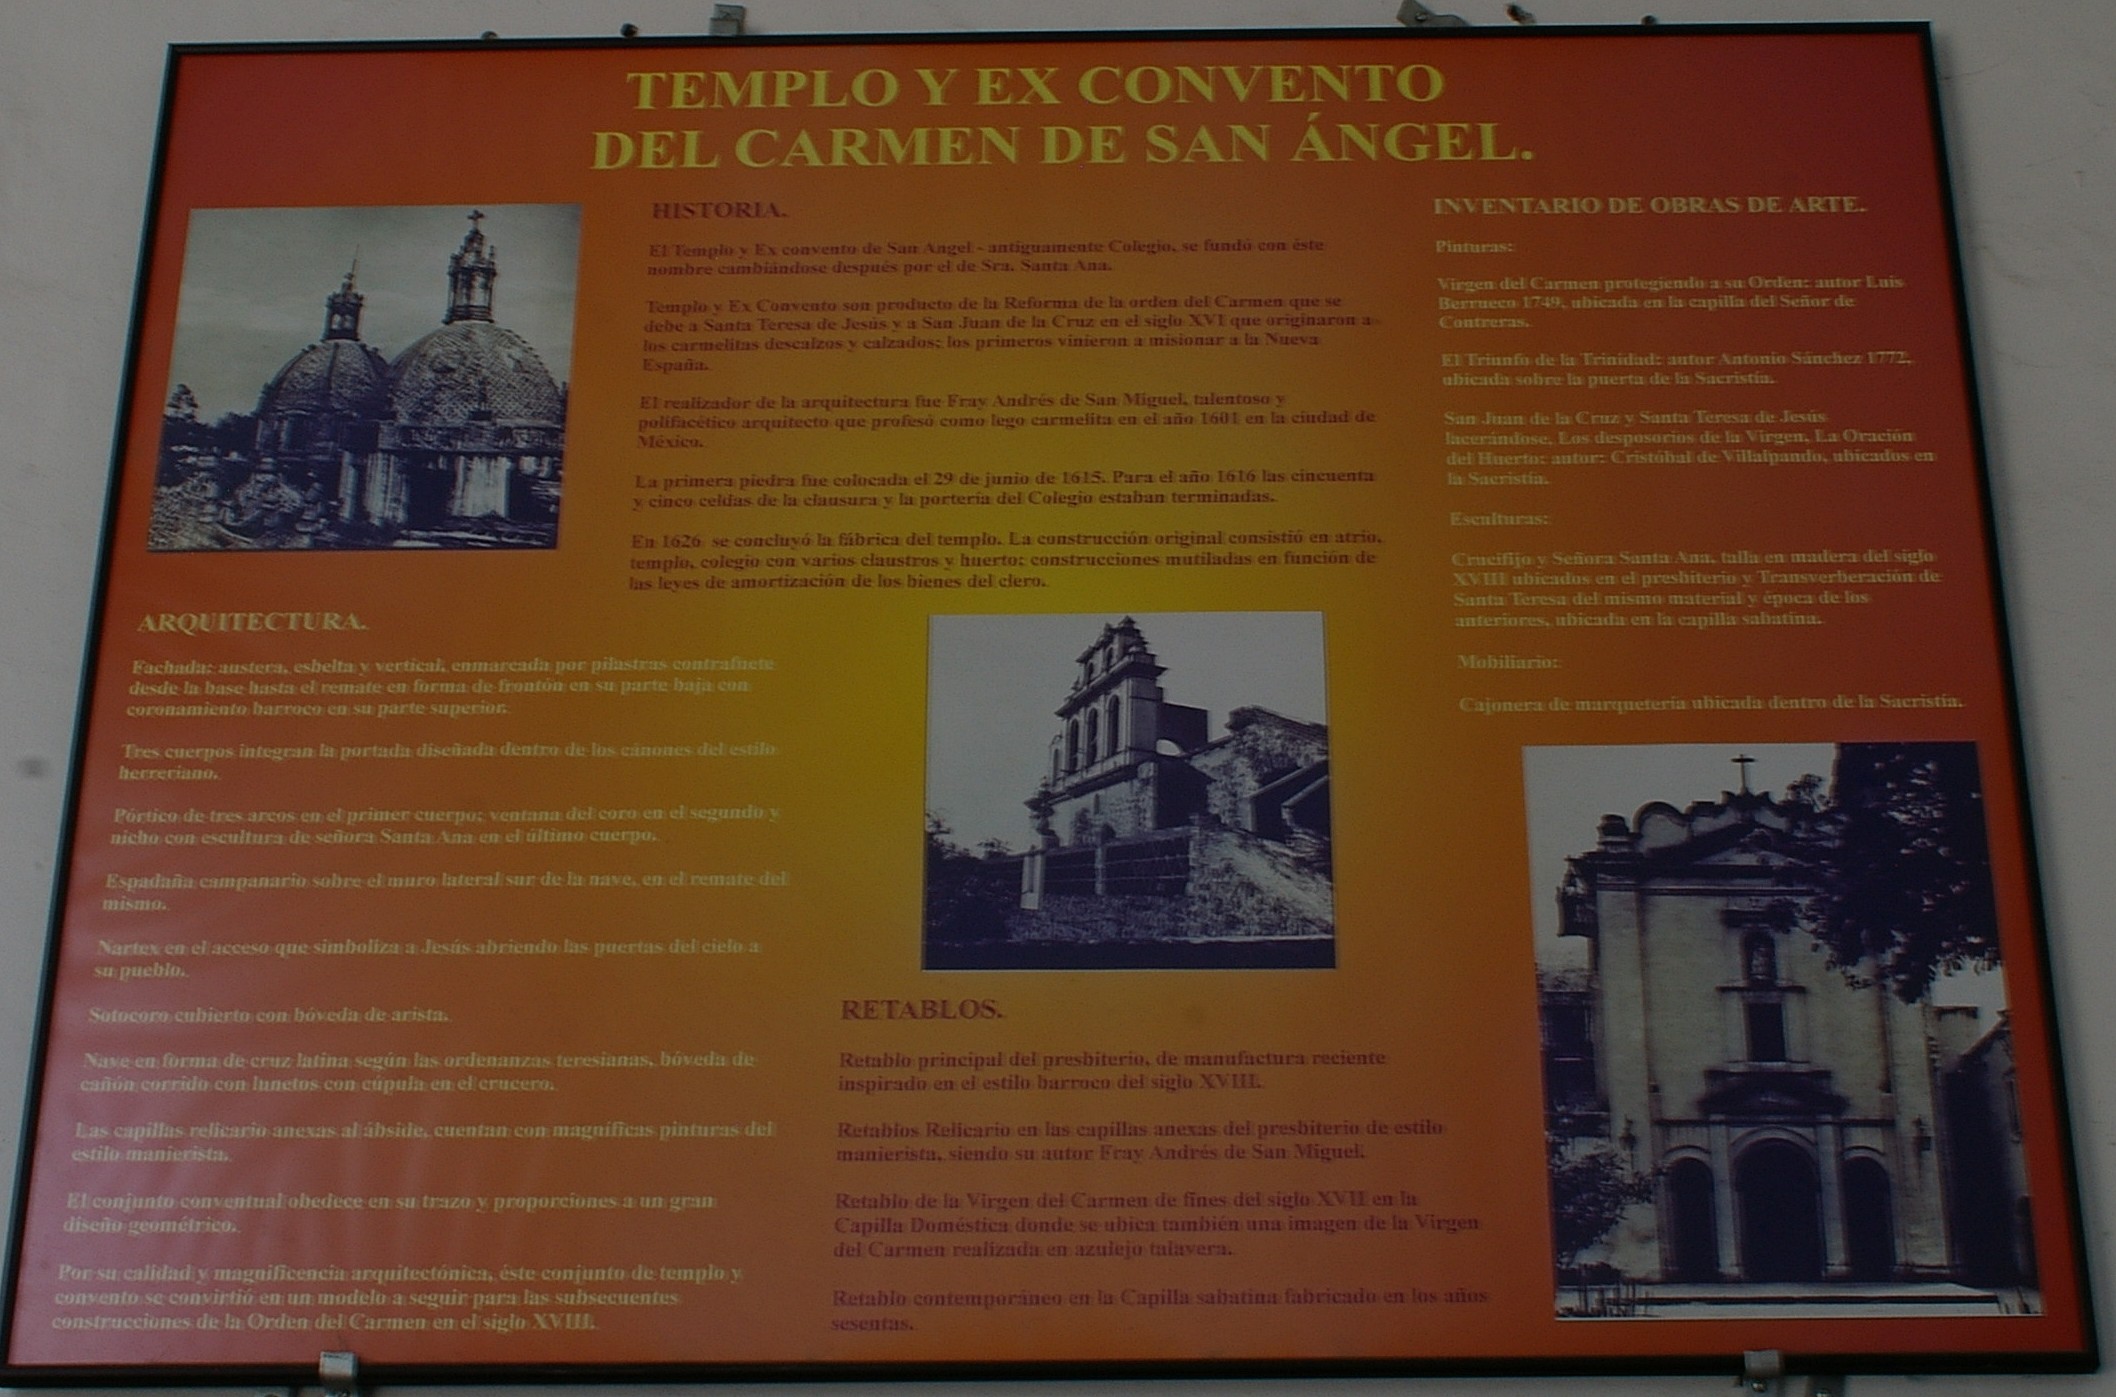 TEMPLO Y EX CONVENTO
DEL CARMEN DE SAN ÁNGEL.
HISTORIA.
El Templo y Ex convento de San Angel - antiguamente Colegio, se fundó con éste
nombre cambiándose después por el de Sra. Santa Ana.
Templo y Ex Convento son producto de la Reforma de la orden del Carmen que se
debe a Santa Teresa de Jesús y a San Juan de la Cruz en el siglo XVI que originaron a
los carmelitas descalzos y calzados; los primeros vinieron a misionar a la Nueva
España.
El realizador de la arquitectura fue Fray Andrés de San Miguel, talentoso y
polifacético arquitecto que profesó como lego carmelita en el año 1601 en la ciudad de
México.
La primera piedra fue colocada el 29 de junio de 1615. Para el año 1616 las cincuenta
y cinco celdas de la clausura y la portería del Colegio estaban terminadas.
En 1626 se concluyó la fábrica del templo. La construcción original consistió en atrio,
templo, colegio con varios claustros y huerto; construcciones mutiladas en función de
las leyes de amortización de los bienes del clero.
ARQUITECTURA.
Fachada: austera, esbelta y vertical, enmarcada por pilastras contrafuete
desde la base hasta el remate en forma de frontón en su parte baja con
coronamiento barroco en su parte superior.
Tres cuerpos integran la portada diseñada dentro de los cánones del estilo
herreriano.
Pórtico de tres arcos en el primer cuerpo; ventana del coro en el segundo y
nicho con escultura de señora Santa Ana en el último cuerpo.
Espadaña campanario sobre el muro lateral sur de la nave, en el remate del
mismo.
Nartex en el acceso que simboliza a Jesús abriendo las puertas del cielo a
su pueblo.
Sotocoro cubierto con bóveda de arista.
Nave en forma de cruz latina según las ordenanzas teresianas, bóveda de
cañón corrido con lunetos con cúpula en el crucero.
Las capillas relicario anexas al ábside, cuentan con magníficas pinturas del
estilo manierista.
El conjunto conventual obedece en su trazo y proporciones a un gran
diseño geométrico.
Por su calidad y magnificencia arquitectónica, éste conjunto de templo y
convento se convirtió en un modelo a seguir para las subsecuentes
construcciones de la Orden del Carmen en el siglo XVIII.
RETABLOS.
Retablo principal del presbiterio, de manufactura reciente
inspirado en el estilo barroco del siglo XVIII.
Retablos Relicario en las capillas anexas del presbiterio de estilo
manierista, siendo su autor Fray Andrés de San Miguel.
Retablo de la Virgen del Carmen de fines del siglo XVII en la
Capilla Doméstica donde se ubica también una imagen de la Virgen
del Carmen realizada en azulejo talavera.
Retablo contemporáneo en la Capilla sabatina fabricado en los años
sesentas.
INVENTARIO DE OBRAS DE ARTE.
Pinturas:
Virgen del Carmen protegiendo a su Orden: autor Luis
Berrueco 1749, ubicada en la capilla del Señor de
Contreras.
El Triunfo de la Trinidad: autor Antonio Sánchez 1772,
ubicada sobre la puerta de la Sacristía.
San Juan de la Cruz y Santa Teresa de Jesús
lacerándose, Los desposorios de la Virgen, La Oración
del Huerto: autor: Cristóbal de Villalpando, ubicados en
la Sacristía.
Esculturas:
Crucifijo y Señora Santa Ana, talla en madera del siglo
XVIII ubicados en el presbiterio y Transverberación de
Santa Teresa del mismo material y época de los
anteriores, ubicada en la capilla sabatina.
Mobiliario:
Cajonera de marquetería ubicada dentro de la Sacristía.